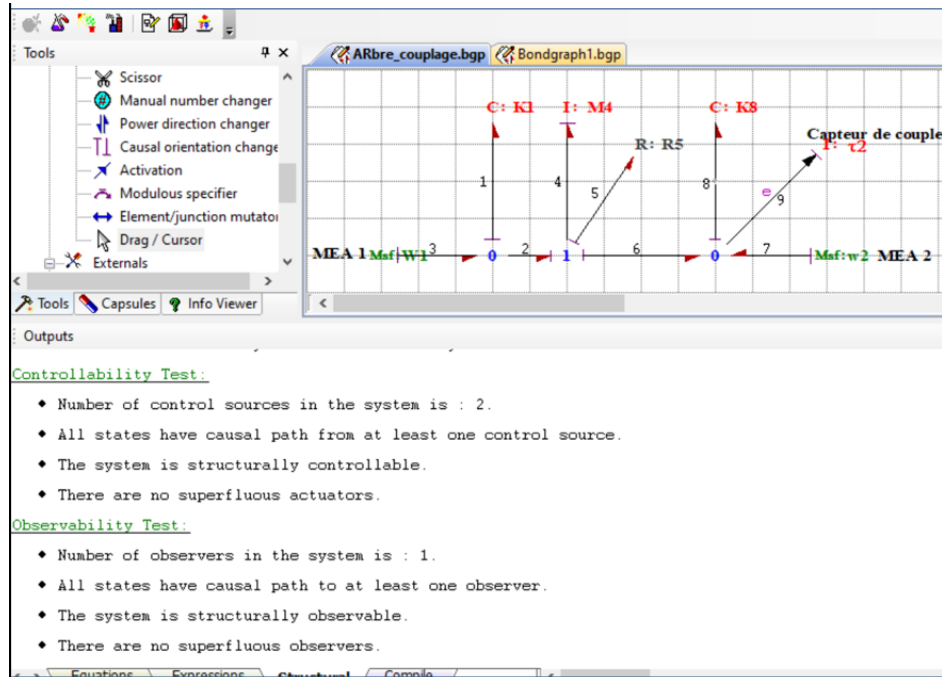 Tools
ARbre_couplage.bgp
Bondgraph1.bgp
Scissor
Manual number changer
Power direction changer
Causal orientation change
Activation
Modulous specifier
Element/junction mutato
Drag / Cursor
Externals
Tools Capsules Info Viewer
C: K1 I: M4 C: K8
R: R5
Capteur de couple
τ2
1 4 5 8 e 9
MEA 1 Msf W1 3 0 2 1 6 0 7 Msf:w2 MEA 2
Outputs
Controllability Test:
Number of control sources in the system is : 2.
All states have causal path from at least one control source.
The system is structurally controllable.
There are no superfluous actuators.
Observability Test:
Number of observers in the system is : 1.
All states have causal path to at least one observer.
The system is structurally observable.
There are no superfluous observers.
Equations Expressions Structural Compile